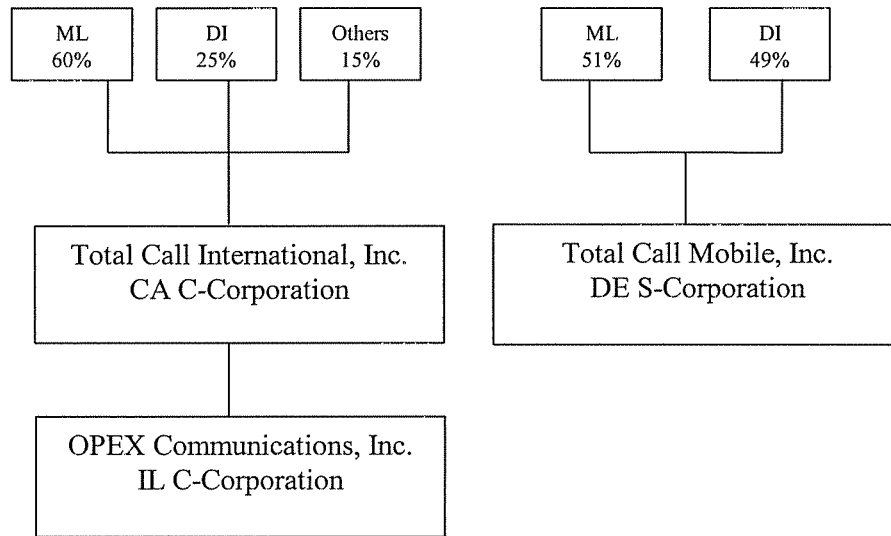 ML
60%
DI
25%
Others
15%
ML
51%
DI
49%
Total Call International, Inc.
CA C-Corporation
Total Call Mobile, Inc.
DE S-Corporation
OPEX Communications, Inc.
IL C-Corporation